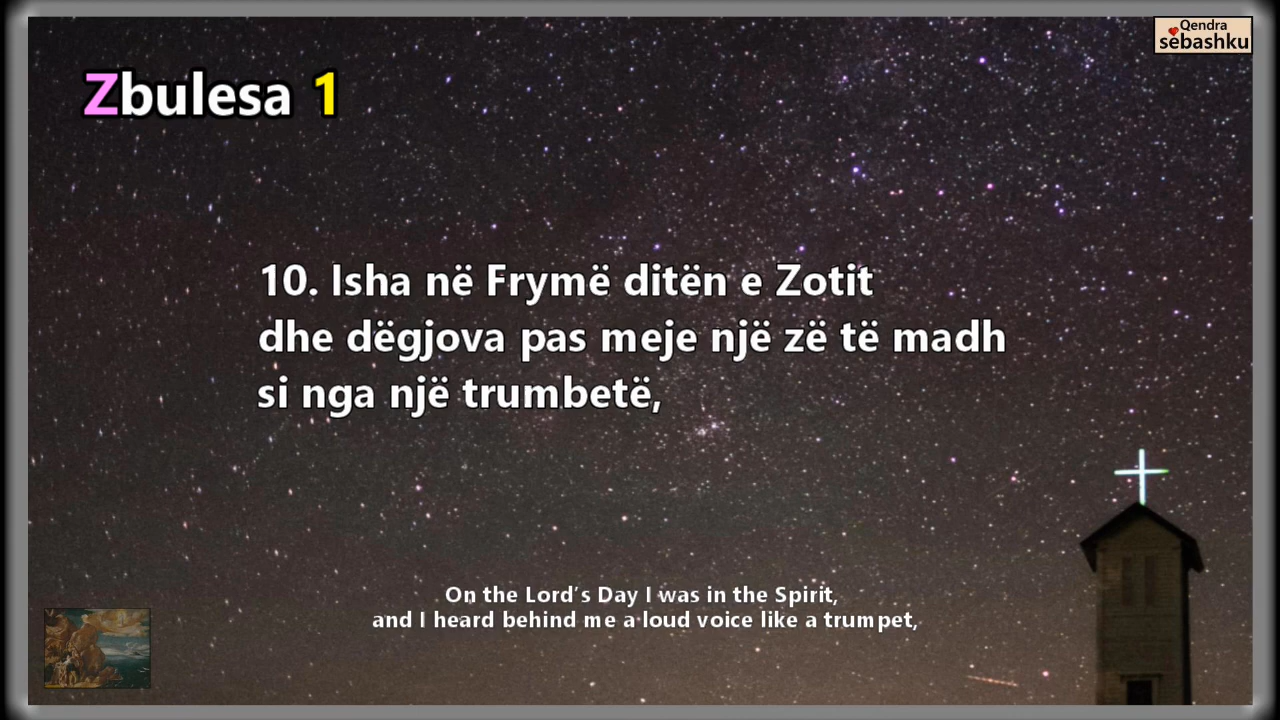 Qendra
sebashku
Zbulesa 1
10. Isha në Frymë ditën e Zotit
dhe dëgjova pas meje një zë të madh
si nga një trumbetë,
On the Lord's Day I was in the Spirit,
and I heard behind me a loud voice like a trumpet,